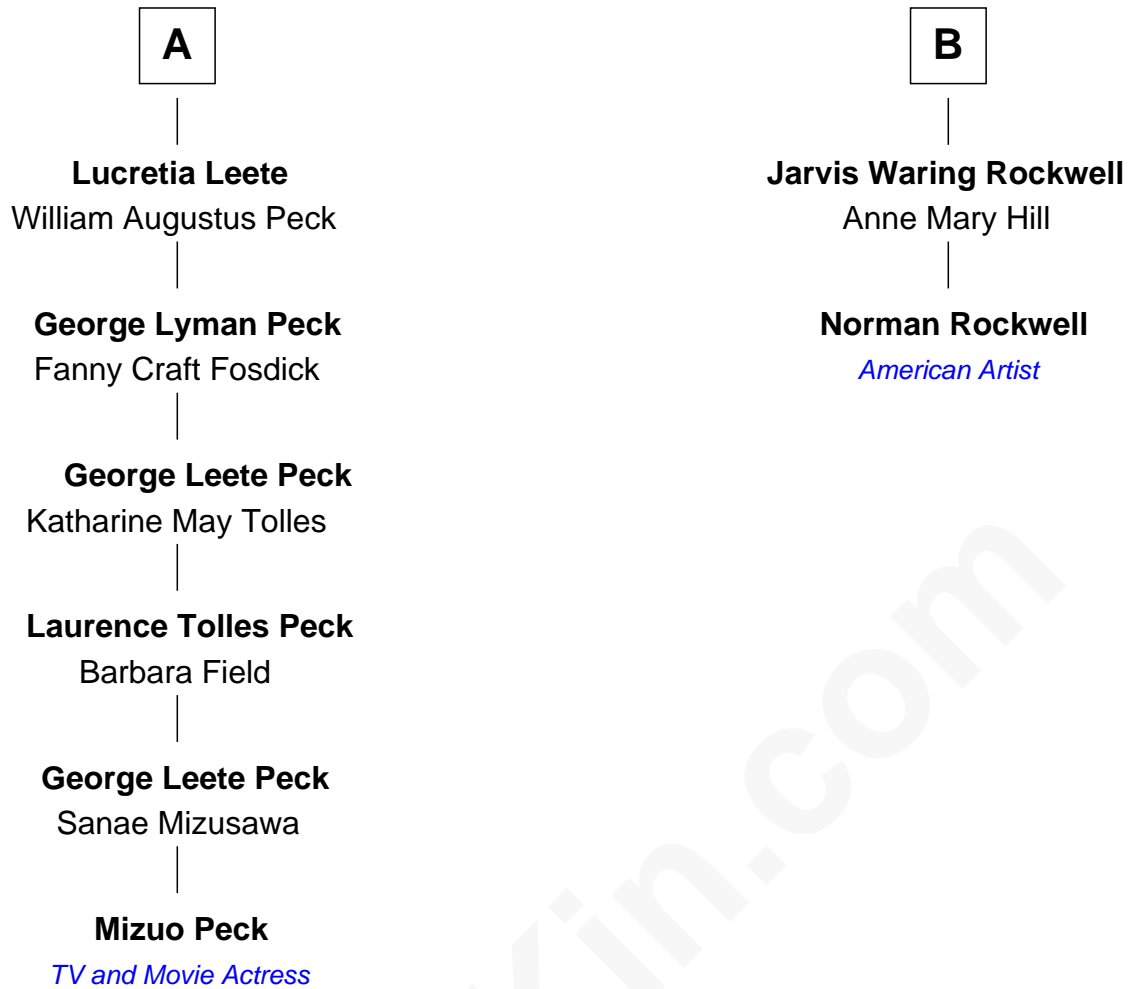 A
Lucretia Leete
William Augustus Peck
George Lyman Peck
Fanny Craft Fosdick
George Leete Peck
Katharine May Tolles
Laurence Tolles Peck
Barbara Field
George Leete Peck
Sanae Mizusawa
Mizuo Peck
TV and Movie Actress
B
Jarvis Waring Rockwell
Anne Mary Hill
Norman Rockwell
American Artist
Kin.com